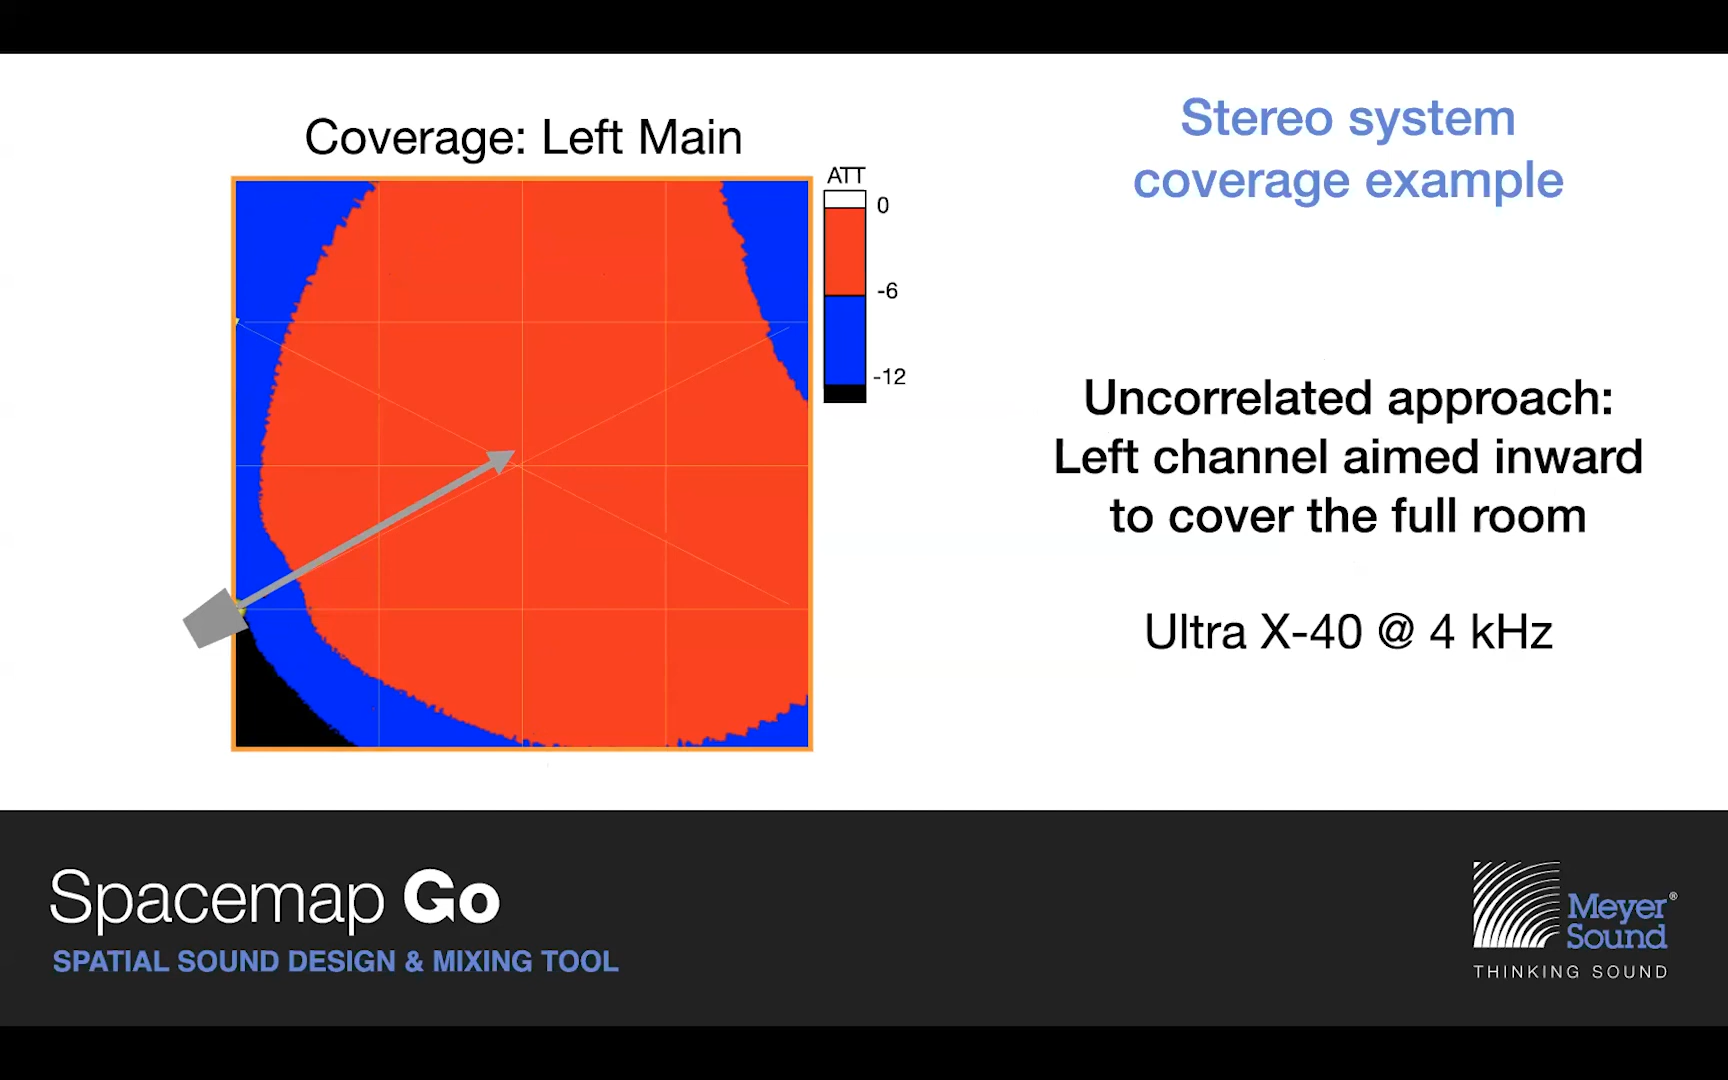 Coverage: Left Main
ATT
0
-6
-12
Stereo system
coverage example
Uncorrelated approach:
Left channel aimed inward
to cover the full room
Ultra X-40 @ 4 kHz
Spacemap Go
SPATIAL SOUND DESIGN & MIXING TOOL
Meyer®
Sound
THINKING SOUND